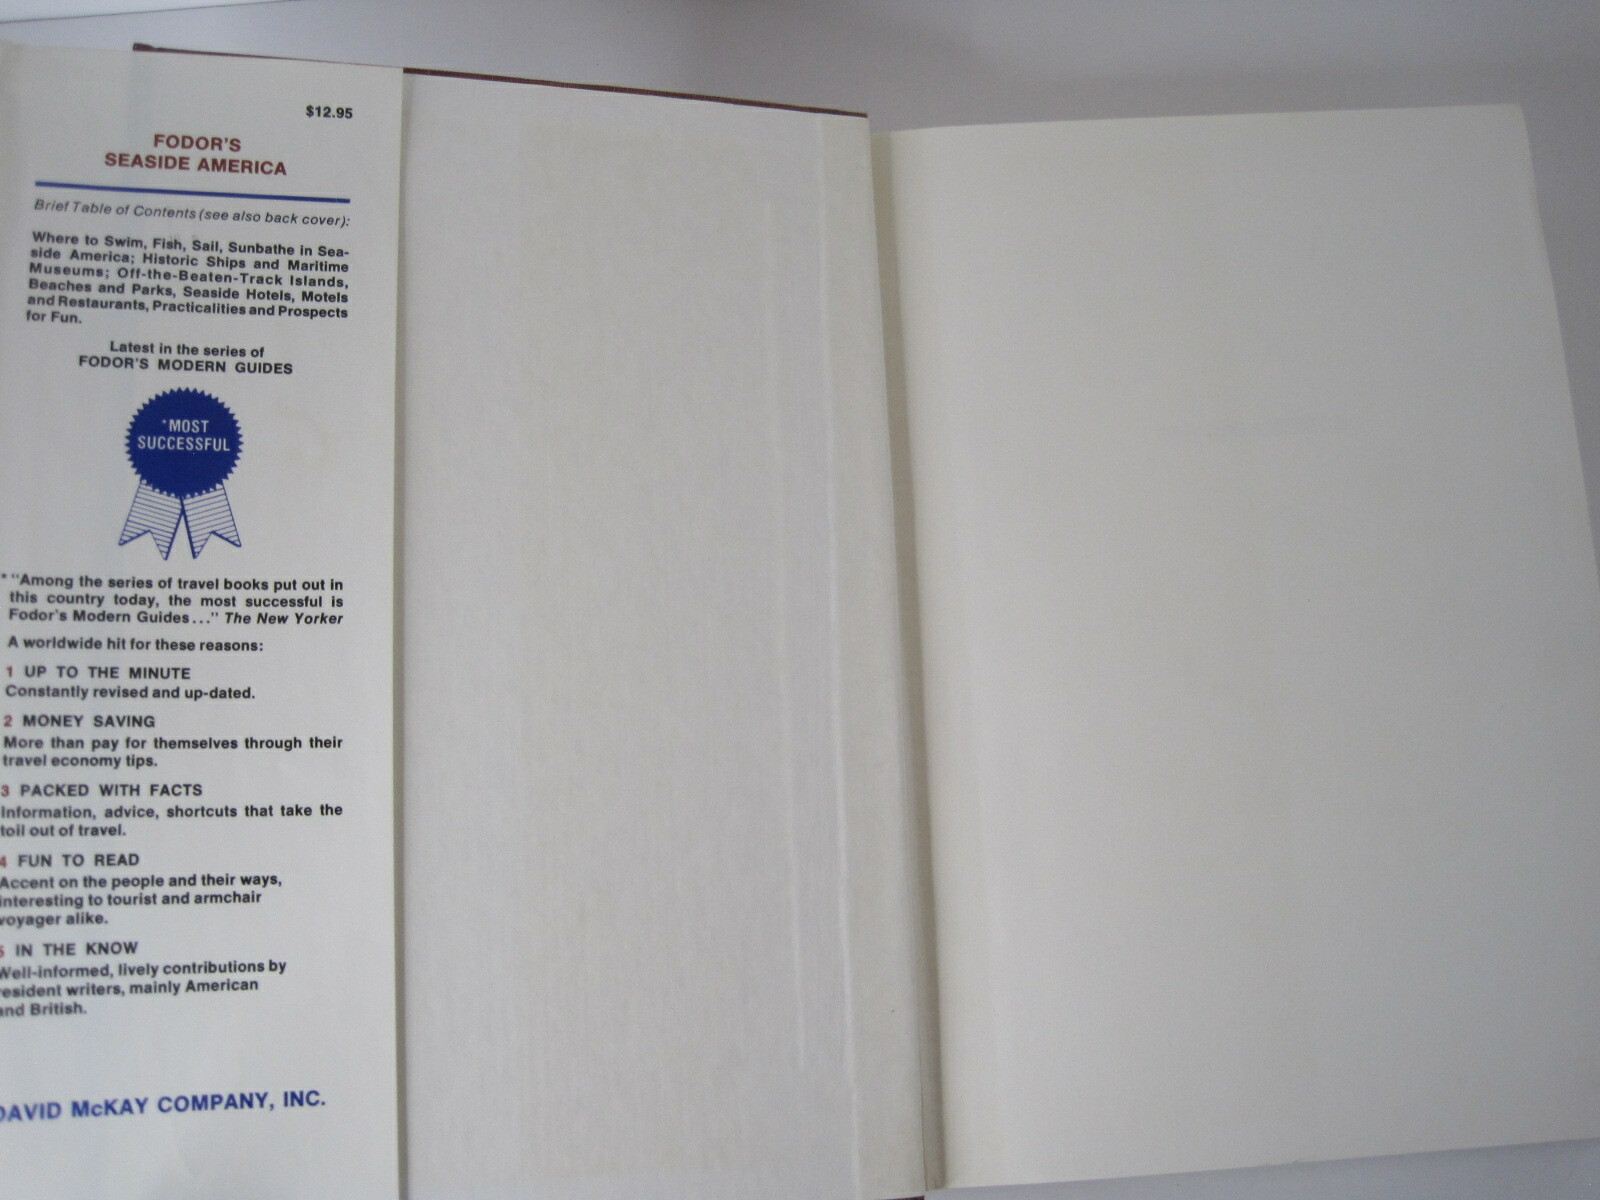 $12.95
FODOR'S
SEASIDE AMERICA
Brief Table of Contents (see also back cover):
Where to Swim, Fish, Sail, Sunbathe in Sea-
side America; Historic Ships and Maritime
Museums; Off-the-Beaten-Track Islands,
Beaches and Parks, Seaside Hotels, Motels
and Restaurants, Practicalities and Prospects
for Fun.
Latest in the series of
FODOR'S MODERN GUIDES
*MOST
SUCCESSFUL
* "Among the series of travel books put out in
this country today, the most successful is
Fodor's Modern Guides..." The New Yorker
A worldwide hit for these reasons:
1 UP TO THE MINUTE
Constantly revised and up-dated.
2 MONEY SAVING
More than pay for themselves through their
travel economy tips.
3 PACKED WITH FACTS
Information, advice, shortcuts that take the
toil out of travel.
4 FUN TO READ
Accent on the people and their ways,
interesting to tourist and armchair
voyager alike.
5 IN THE KNOW
Well-informed, lively contributions by
resident writers, mainly American
and British.
DAVID McKAY COMPANY, INC.